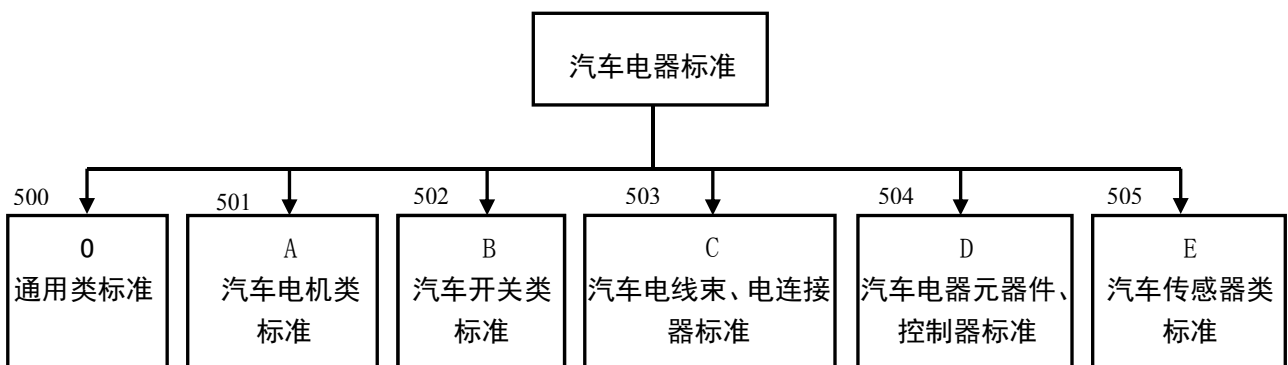 汽车电器标准
500
501
502
503
504
505
0
通用类标准
A
汽车电机类
标准
B
汽车开关类
标准
C
汽车电线束、电连接
器标准
D
汽车电器元器件、
控制器标准
E
汽车传感器类
标准